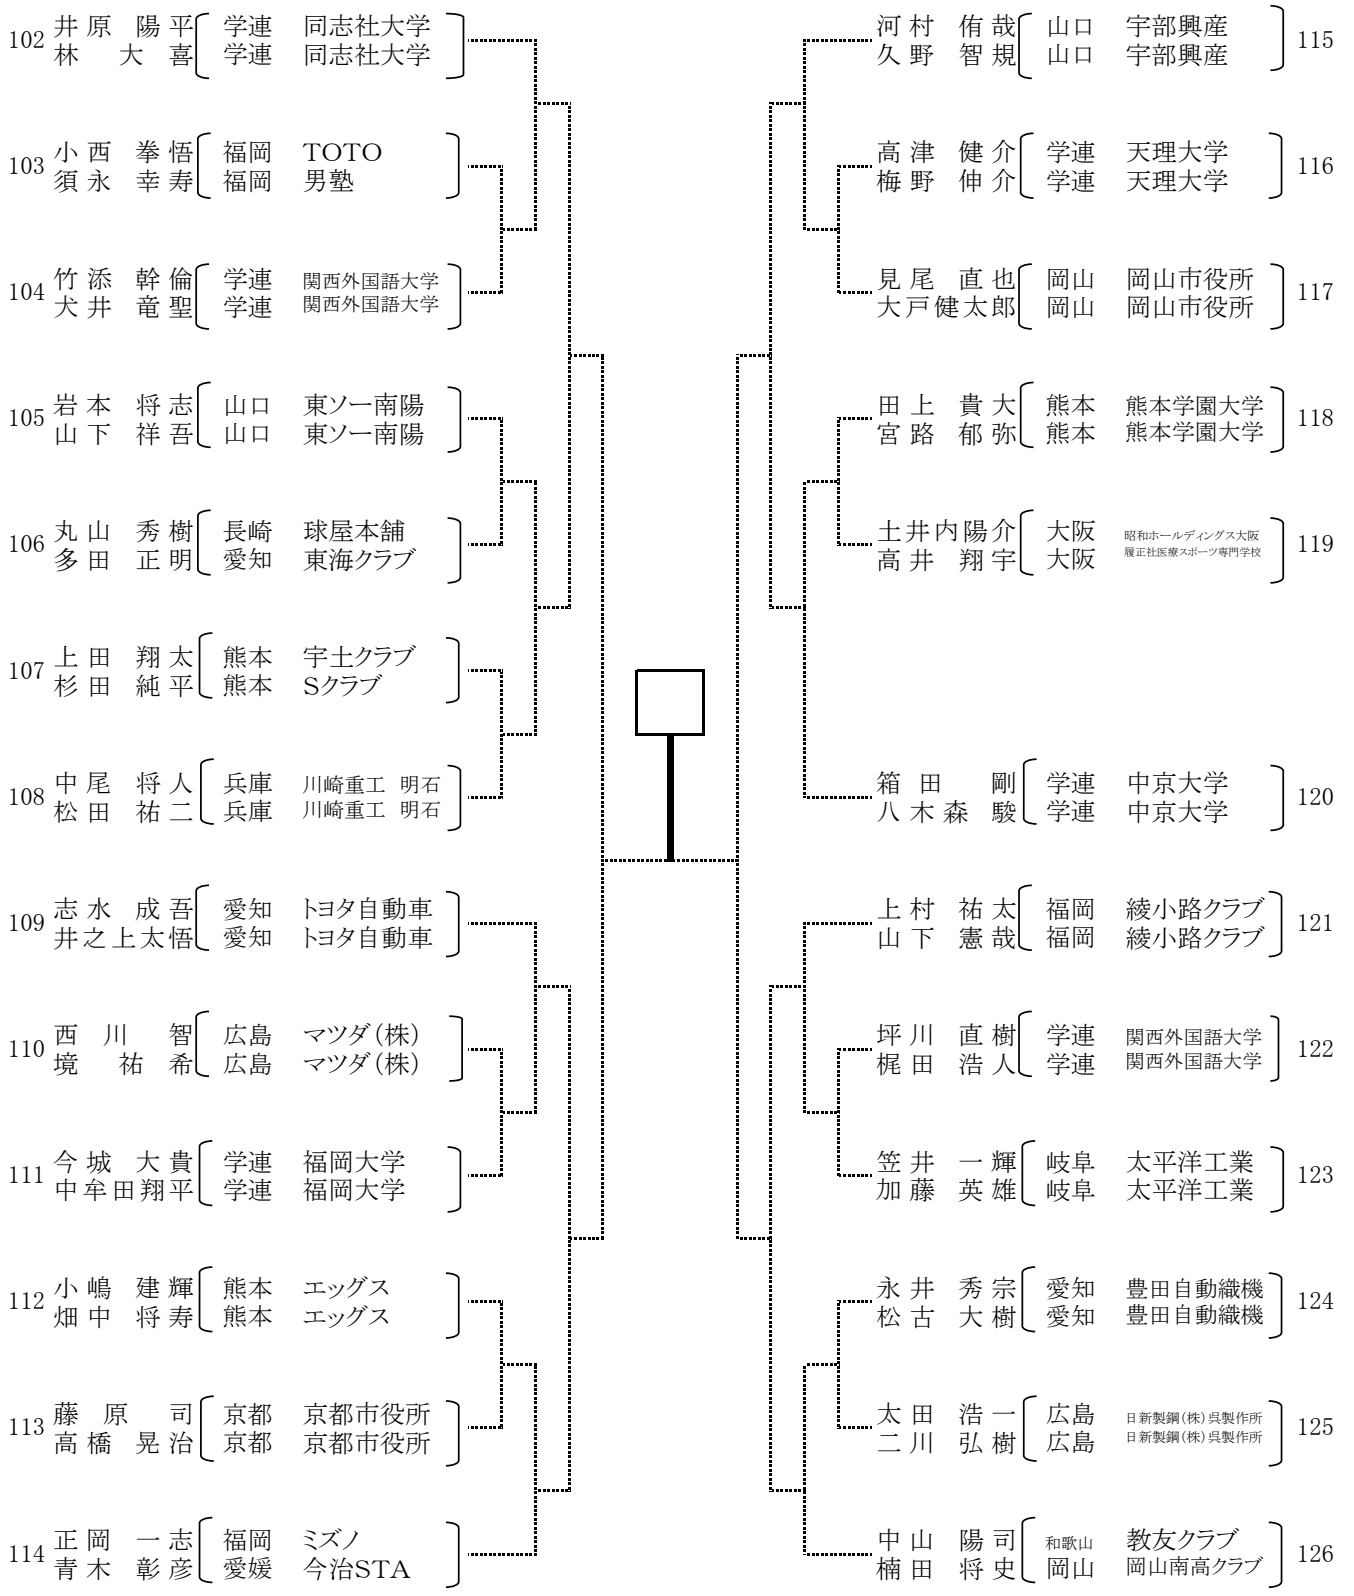 102 井原 陽平 学連 同志社大学
林 大喜 学連 同志社大学
103 小西 拳悟 福岡 TOTO
須永 幸寿 福岡 男塾
104 竹添 幹倫 学連 関西外国語大学
犬井 竜聖 学連 関西外国語大学
105 岩本 将志 山口 東ソー南陽
山下 祥吾 山口 東ソー南陽
106 丸山 秀樹 長崎 球屋本舗
多田 正明 愛知 東海クラブ
107 上田 翔太 熊本 宇土クラブ
杉田 純平 熊本 Sクラブ
108 中尾 将人 兵庫 川崎重工 明石
松田 祐二 兵庫 川崎重工 明石
109 志水 成吾 愛知 トヨタ自動車
井之上太悟 愛知 トヨタ自動車
110 西川 智 広島 マツダ(株)
境 祐希 広島 マツダ(株)
111 今城 大貴 学連 福岡大学
中牟田翔平 学連 福岡大学
112 小嶋 建輝 熊本 エッグス
畑中 将寿 熊本 エッグス
113 藤原 司 京都 京都市役所
高橋 晃治 京都 京都市役所
114 正岡 一志 福岡 ミズノ
青木 彰彦 愛媛 今治STA
河村 侑哉 山口 宇部興産 115
久野 智規 山口 宇部興産
高津 健介 学連 天理大学 116
梅野 伸介 学連 天理大学
見尾 直也 岡山 岡山市役所 117
大戸健太郎 岡山 岡山市役所
田上 貴大 熊本 熊本学園大学 118
宮路 郁弥 熊本 熊本学園大学
土井内陽介 大阪 昭和ホールディングス大阪 119
高井 翔宇 大阪 履正社医療スポーツ専門学校
箱田 剛 学連 中京大学 120
八木森 駿 学連 中京大学
上村 祐太 福岡 綾小路クラブ 121
山下 憲哉 福岡 綾小路クラブ
坪川 直樹 学連 関西外国語大学 122
梶田 浩人 学連 関西外国語大学
笠井 一輝 岐阜 太平洋工業 123
加藤 英雄 岐阜 太平洋工業
永井 秀宗 愛知 豊田自動織機 124
松古 大樹 愛知 豊田自動織機
太田 浩一 広島 日新製鋼(株)呉製作所 125
二川 弘樹 広島 日新製鋼(株)呉製作所
中山 陽司 和歌山 教友クラブ 126
楠田 将史 岡山 岡山南高クラブ